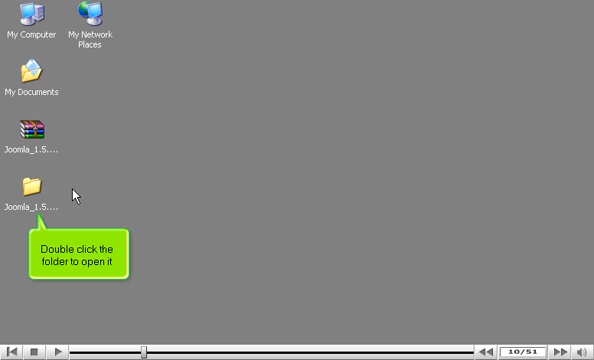 My Computer
My Network
Places
My Documents
Joomla_1.5....
Joomla_1.5....
Double click the
folder to open it
10/51